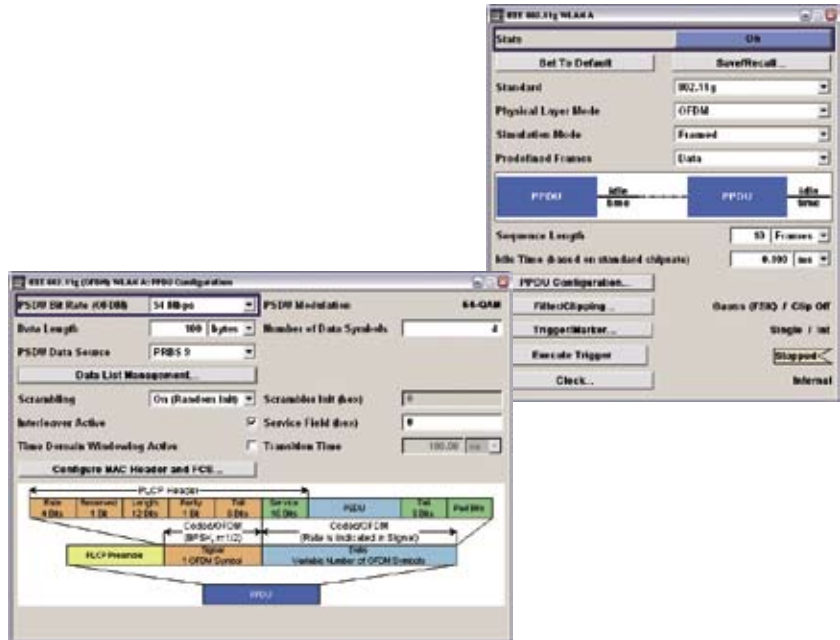 IEEE 802.11g WLAN A
State On
Set To Default Save/Recall...
Standard 802.11g
Physical Layer Mode OFDM
Simulation Mode Framed
Predefined Frames Data
PPDU idle time PPDU idle time
Sequence Length 10 Frames
Idle Time (based on standard chiprate) 0.100 ms
PPDU Configuration...
Filter/Clipping... Gauss (FSK) / Clip Off
Trigger/Marker... Single / Int
Execute Trigger Stopped
Clock... Internal
IEEE 802.11g (OFDM) WLAN A: PPDU Configuration
PSDU Bit Rate (OFDM) 54 Mbps PSDU Modulation 64-QAM
Data Length 100 bytes Number of Data Symbols 4
PSDU Data Source PRBS 9
Data List Management...
Scrambling On (Random Init) Scrambler Init (hex) 0
Interleaver Active Service Field (hex) 0
Time Domain Windowing Active Transition Time 100.00 ns
Configure MAC Header and FCS...
PLCP Header
Rate 4 Bits Reserved 1 Bit Length 12 Bits Parity 1 Bit Tail 6 Bits Service 16 Bits PSDU Tail 6 Bits Pad Bits
Coded/OFDM (BPSK, r=1/2) Coded/OFDM (Rate is indicated in Signal)
PLCP Preamble Signal 1 OFDM Symbol Data Variable Number of OFDM Symbols
PPDU